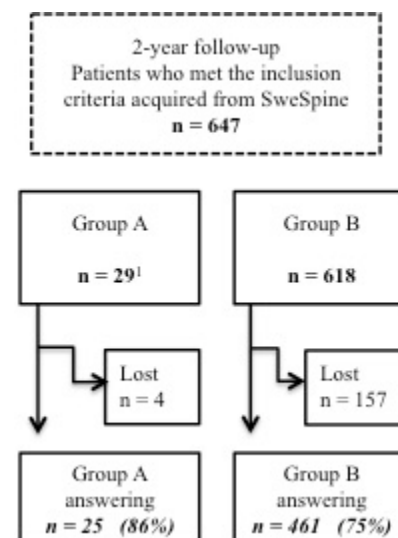 2-year follow-up
Patients who met the inclusion
criteria acquired from SweSpine
n = 647
Group A
n = 29¹
Group B
n = 618
Lost
n = 4
Lost
n = 157
Group A
answering
n = 25 (86%)
Group B
answering
n = 461 (75%)